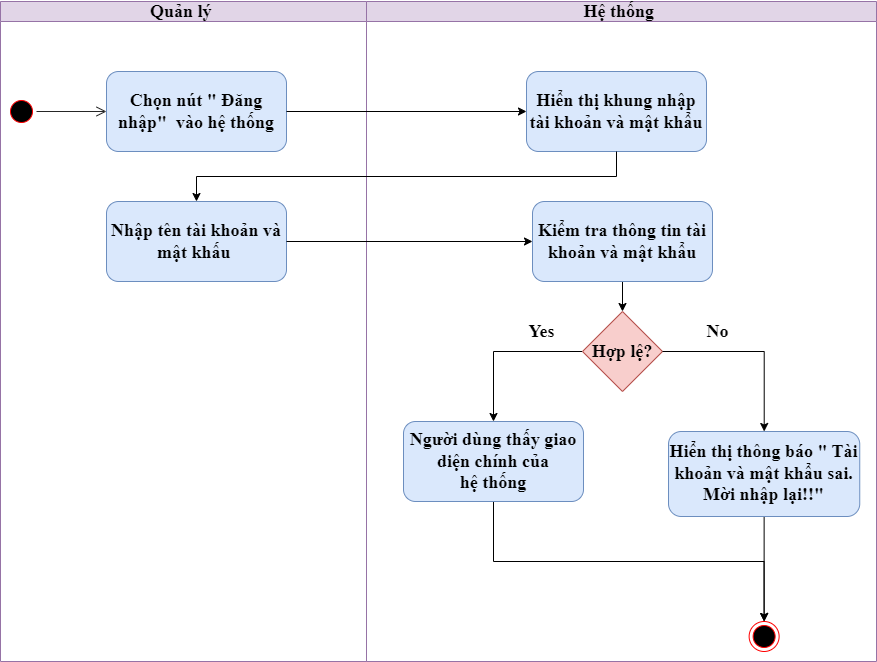 Quản lý
Hệ thống
Chọn nút " Đăng
nhập"  vào hệ thống
Hiển thị khung nhập
tài khoản và mật khẩu
Nhập tên tài khoản và
mật khẩu
Kiểm tra thông tin tài
khoản và mật khẩu
Yes
No
Hợp lệ?
Người dùng thấy giao
diện chính của
hệ thống
Hiển thị thông báo " Tài
khoản và mật khẩu sai.
Mời nhập lại!!"